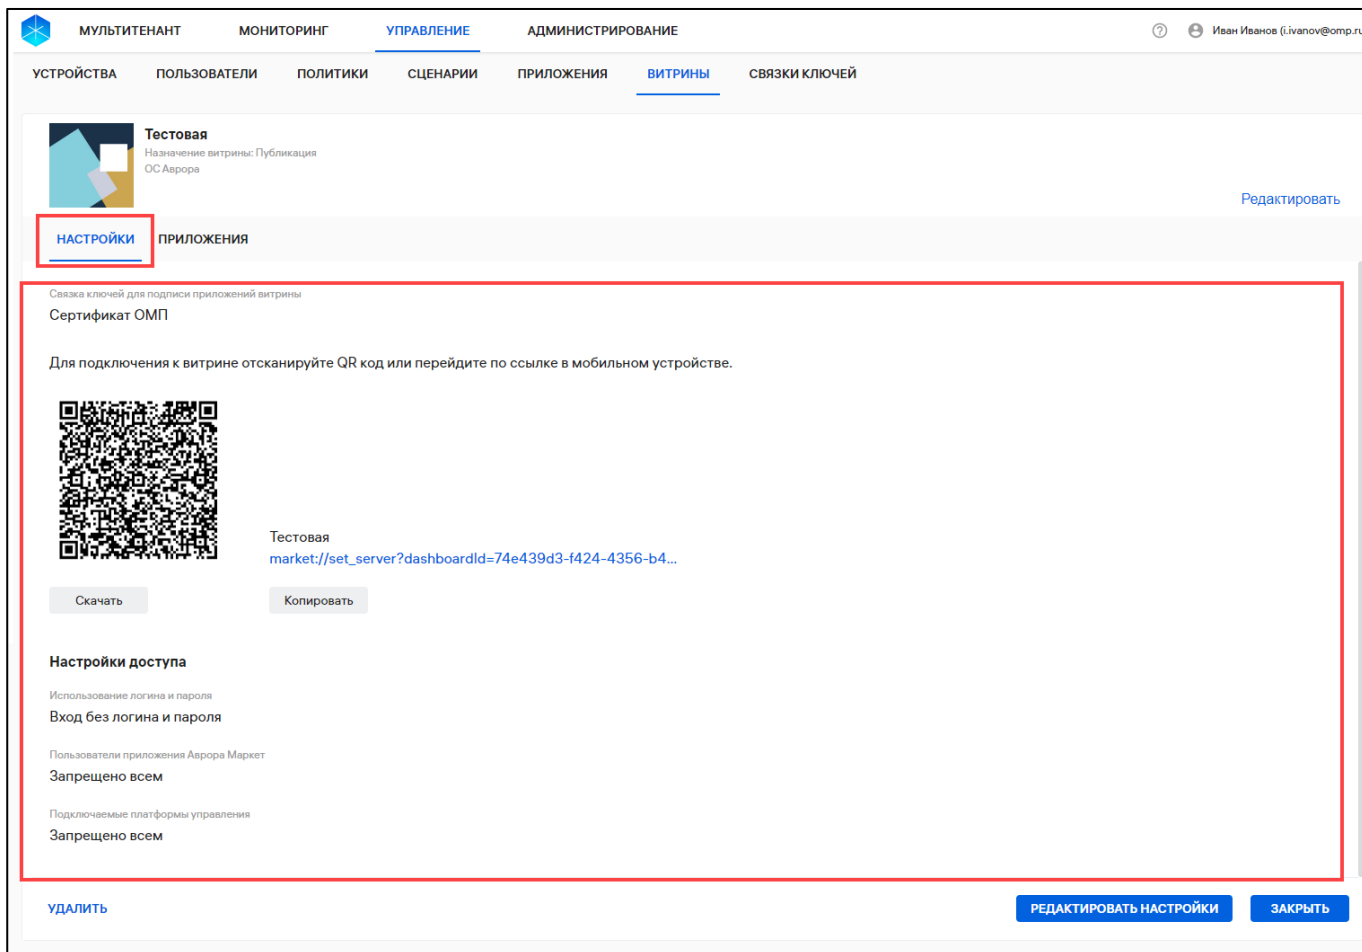 МУЛЬТИТЕНАНТ МОНИТОРИНГ УПРАВЛЕНИЕ АДМИНИСТРИРОВАНИЕ ? Иван Иванов (i.ivanov@omp.ru
УСТРОЙСТВА ПОЛЬЗОВАТЕЛИ ПОЛИТИКИ СЦЕНАРИИ ПРИЛОЖЕНИЯ ВИТРИНЫ СВЯЗКИ КЛЮЧЕЙ
Тестовая
Назначение витрины: Публикация
ОС Аврора
Редактировать
НАСТРОЙКИ ПРИЛОЖЕНИЯ
Связка ключей для подписи приложений витрины
Сертификат ОМП
Для подключения к витрине отсканируйте QR код или перейдите по ссылке в мобильном устройстве.
Тестовая
market://set_server?dashboardId=74e439d3-f424-4356-b4...
Скачать Копировать
Настройки доступа
Использование логина и пароля
Вход без логина и пароля
Пользователи приложения Аврора Маркет
Запрещено всем
Подключаемые платформы управления
Запрещено всем
УДАЛИТЬ РЕДАКТИРОВАТЬ НАСТРОЙКИ ЗАКРЫТЬ